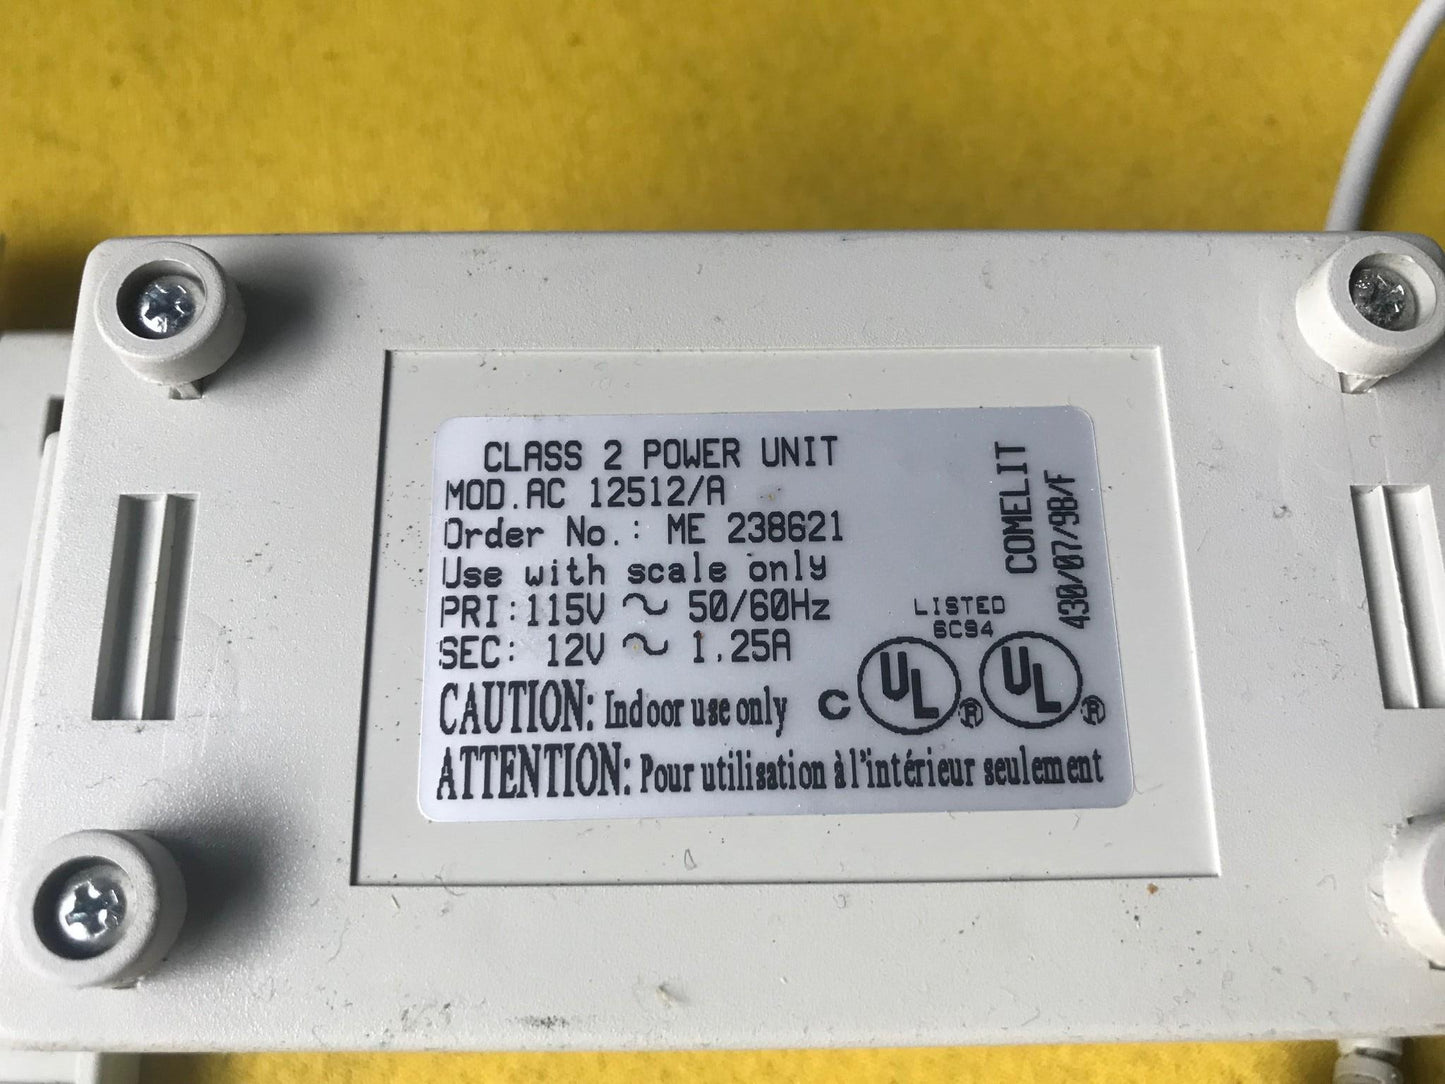 CLASS 2 POWER UNIT
MOD.AC 12512/A
Order No.: ME 238621
Use with scale only
PRI:115V ~ 50/60Hz
SEC: 12V ~ 1.25A
CAUTION: Indoor use only
ATTENTION: Pour utilisation à l'intérieur seulement
COMELIT
430/07/98/F
LISTED
6C94
C UL ® UL ®